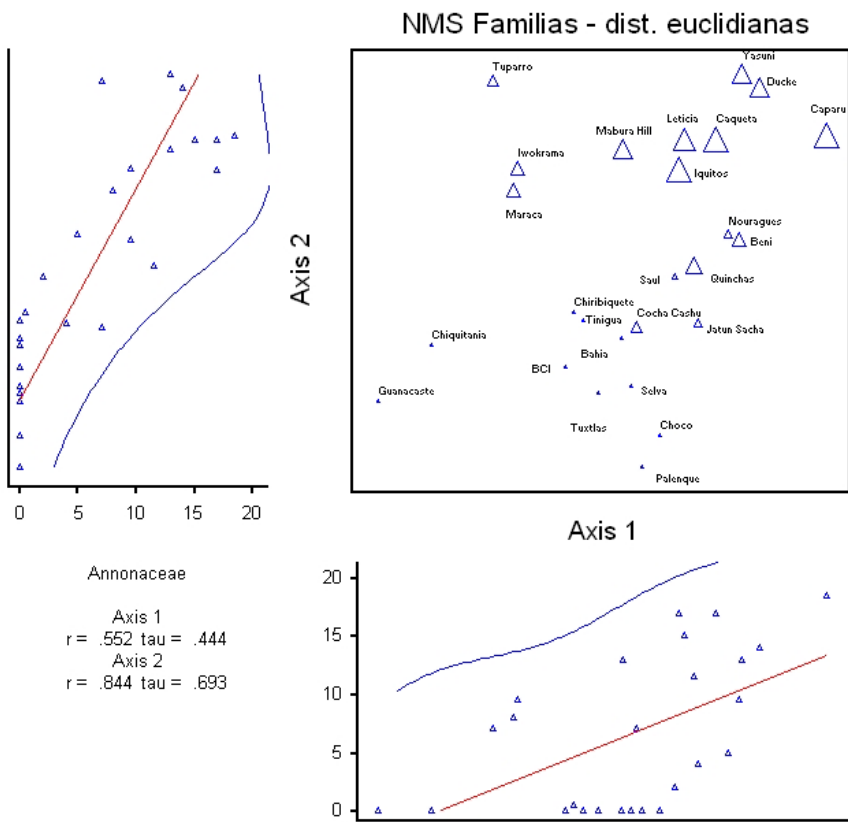 NMS Familias - dist. euclidianas
Yasuni
Tuparro
Ducke
Caparu
Leticia
Caqueta
Mabura Hill
Iwokrama
Iquitos
Maraca
Nouragues
Beni
Saul
Quinchas
Chiribiquete
Tinigua
Cocha Cashu
Jatun Sacha
Chiquitania
Bahia
BCI
Guanacaste
Selva
Tuxtlas
Choco
Palenque
Axis 2
0 5 10 15 20
Axis 1
Annonaceae
Axis 1
r = .552 tau = .444
Axis 2
r = .844 tau = .693
20
15
10
5
0